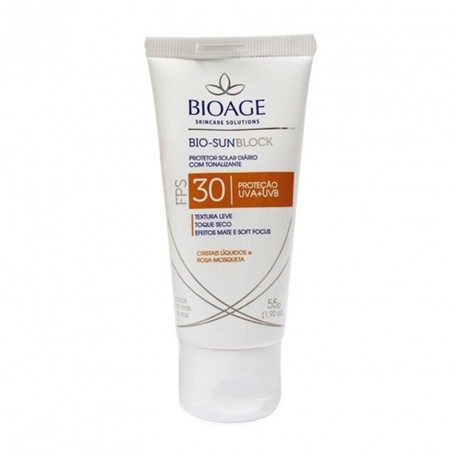 BIOAGE
SKINCARE SOLUTIONS
BIO-SUNBLOCK
PROTETOR SOLAR DIÁRIO
COM TONALIZANTE
FPS 30 PROTEÇÃO
UVA+UVB
TEXTURA LEVE
TOQUE SECO
EFEITOS MATE E SOFT FOCUS
CRISTAIS LÍQUIDOS e
ROSA MOSQUETA
55g
(1.92 oz)